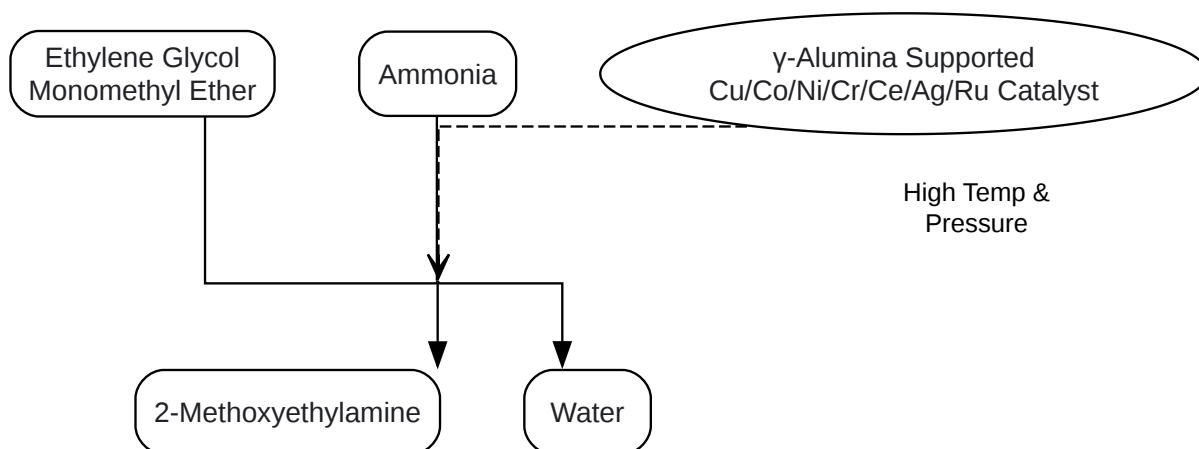 Ethylene Glycol
Monomethyl Ether
Ammonia
γ-Alumina Supported
Cu/Co/Ni/Cr/Ce/Ag/Ru Catalyst
High Temp &
Pressure
2-Methoxyethylamine
Water